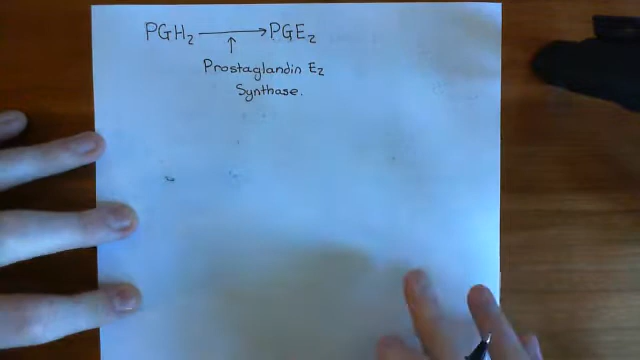 PGH₂ → PGE₂
↑
Prostaglandin E₂
Synthase.